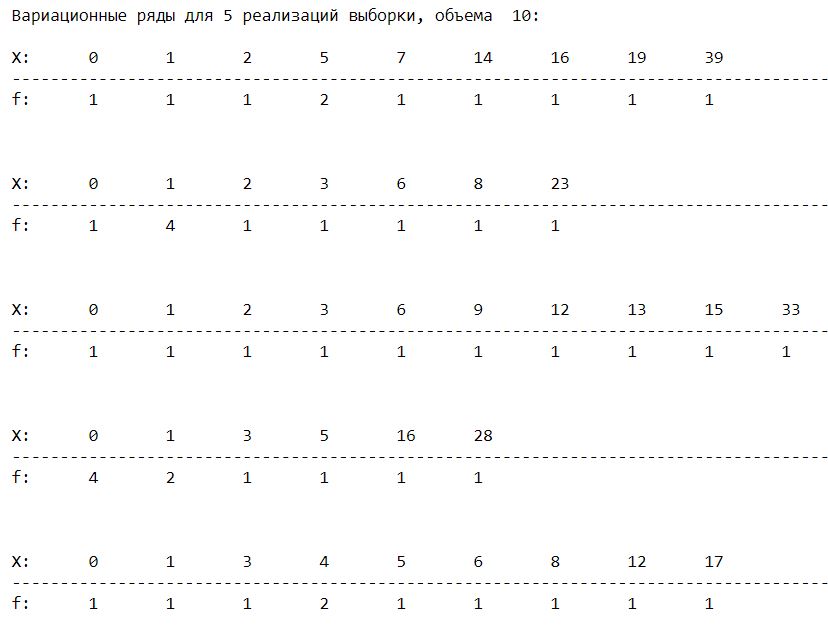 Вариационные ряды для 5 реализаций выборки, объема  10:
X:      0      1      2      5      7      14     16     19     39
---------------------------------------------------------------------------
f:      1      1      1      2      1      1      1      1      1
X:      0      1      2      3      6      8      23
---------------------------------------------------------------------------
f:      1      4      1      1      1      1      1
X:      0      1      2      3      6      9      12     13     15     33
---------------------------------------------------------------------------
f:      1      1      1      1      1      1      1      1      1      1
X:      0      1      3      5      16     28
---------------------------------------------------------------------------
f:      4      2      1      1      1      1
X:      0      1      3      4      5      6      8      12     17
---------------------------------------------------------------------------
f:      1      1      1      2      1      1      1      1      1